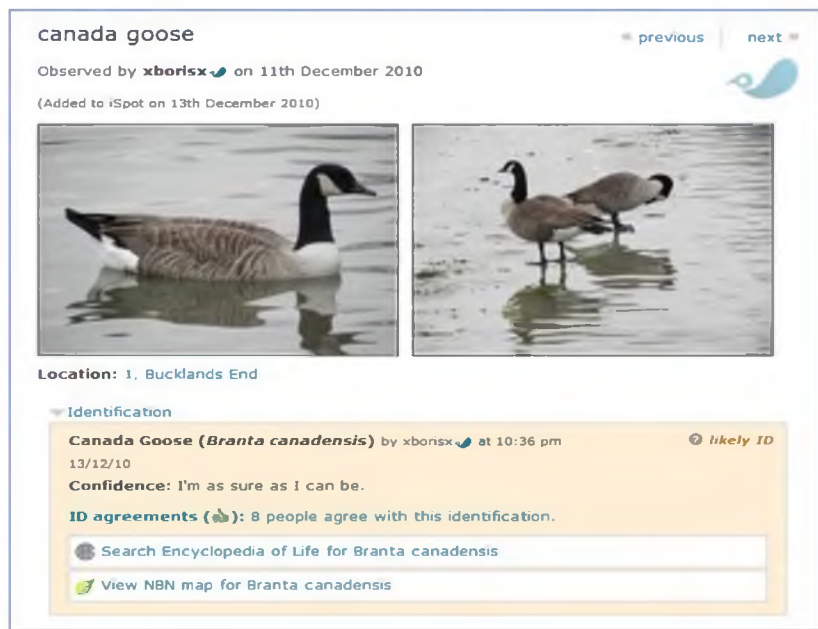 canada goose
previous next
Observed by xborisx on 11th December 2010
(Added to iSpot on 13th December 2010)
Location: 1, Bucklands End
Identification
Canada Goose (Branta canadensis) by xborisx at 10:36 pm
? likely ID
13/12/10
Confidence: I'm as sure as I can be.
ID agreements ( ): 8 people agree with this identification.
Search Encyclopedia of Life for Branta canadensis
View NBN map for Branta canadensis